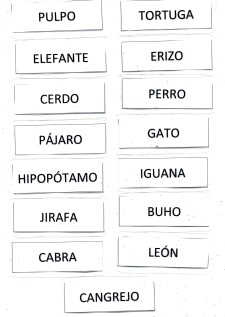 PULPO
TORTUGA
ELEFANTE
ERIZO
CERDO
PERRO
PÁJARO
GATO
HIPOPÓTAMO
IGUANA
JIRAFA
BUHO
CABRA
LEÓN
CANGREJO